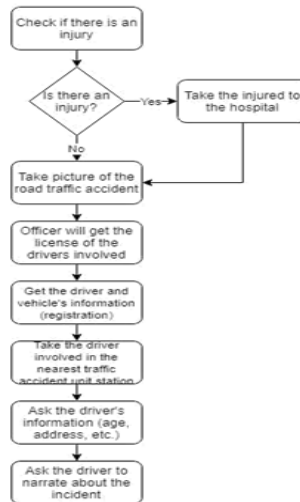 Check if there is an
injury
Is there an
injury?
Yes
Take the injured to
the hospital
No
Take picture of the
road traffic accident
Officer will get the
license of the
drivers involved
Get the driver and
vehicle's information
(registration)
Take the driver
involved in the
nearest traffic
accident unit station
Ask the driver's
information (age,
address, etc.)
Ask the driver to
narrate about the
incident